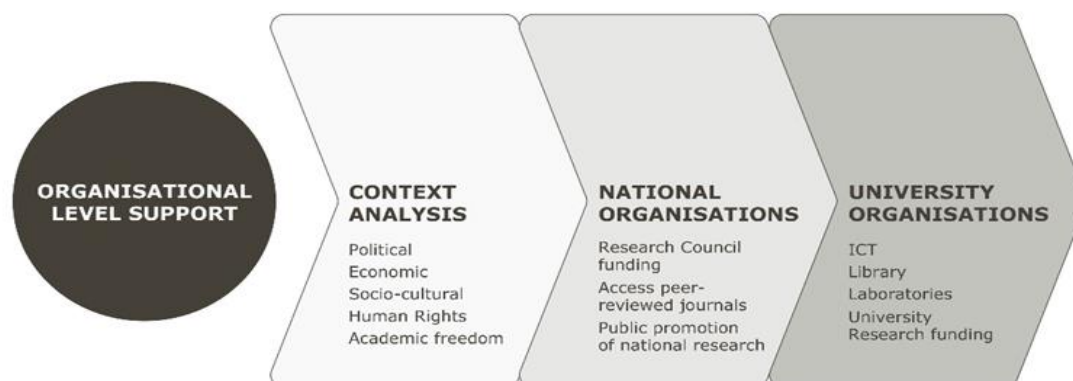 ORGANISATIONAL
LEVEL SUPPORT
CONTEXT
ANALYSIS
Political
Economic
Socio-cultural
Human Rights
Academic freedom
NATIONAL
ORGANISATIONS
Research Council
funding
Access peer-
reviewed journals
Public promotion
of national research
UNIVERSITY
ORGANISATIONS
ICT
Library
Laboratories
University
Research funding